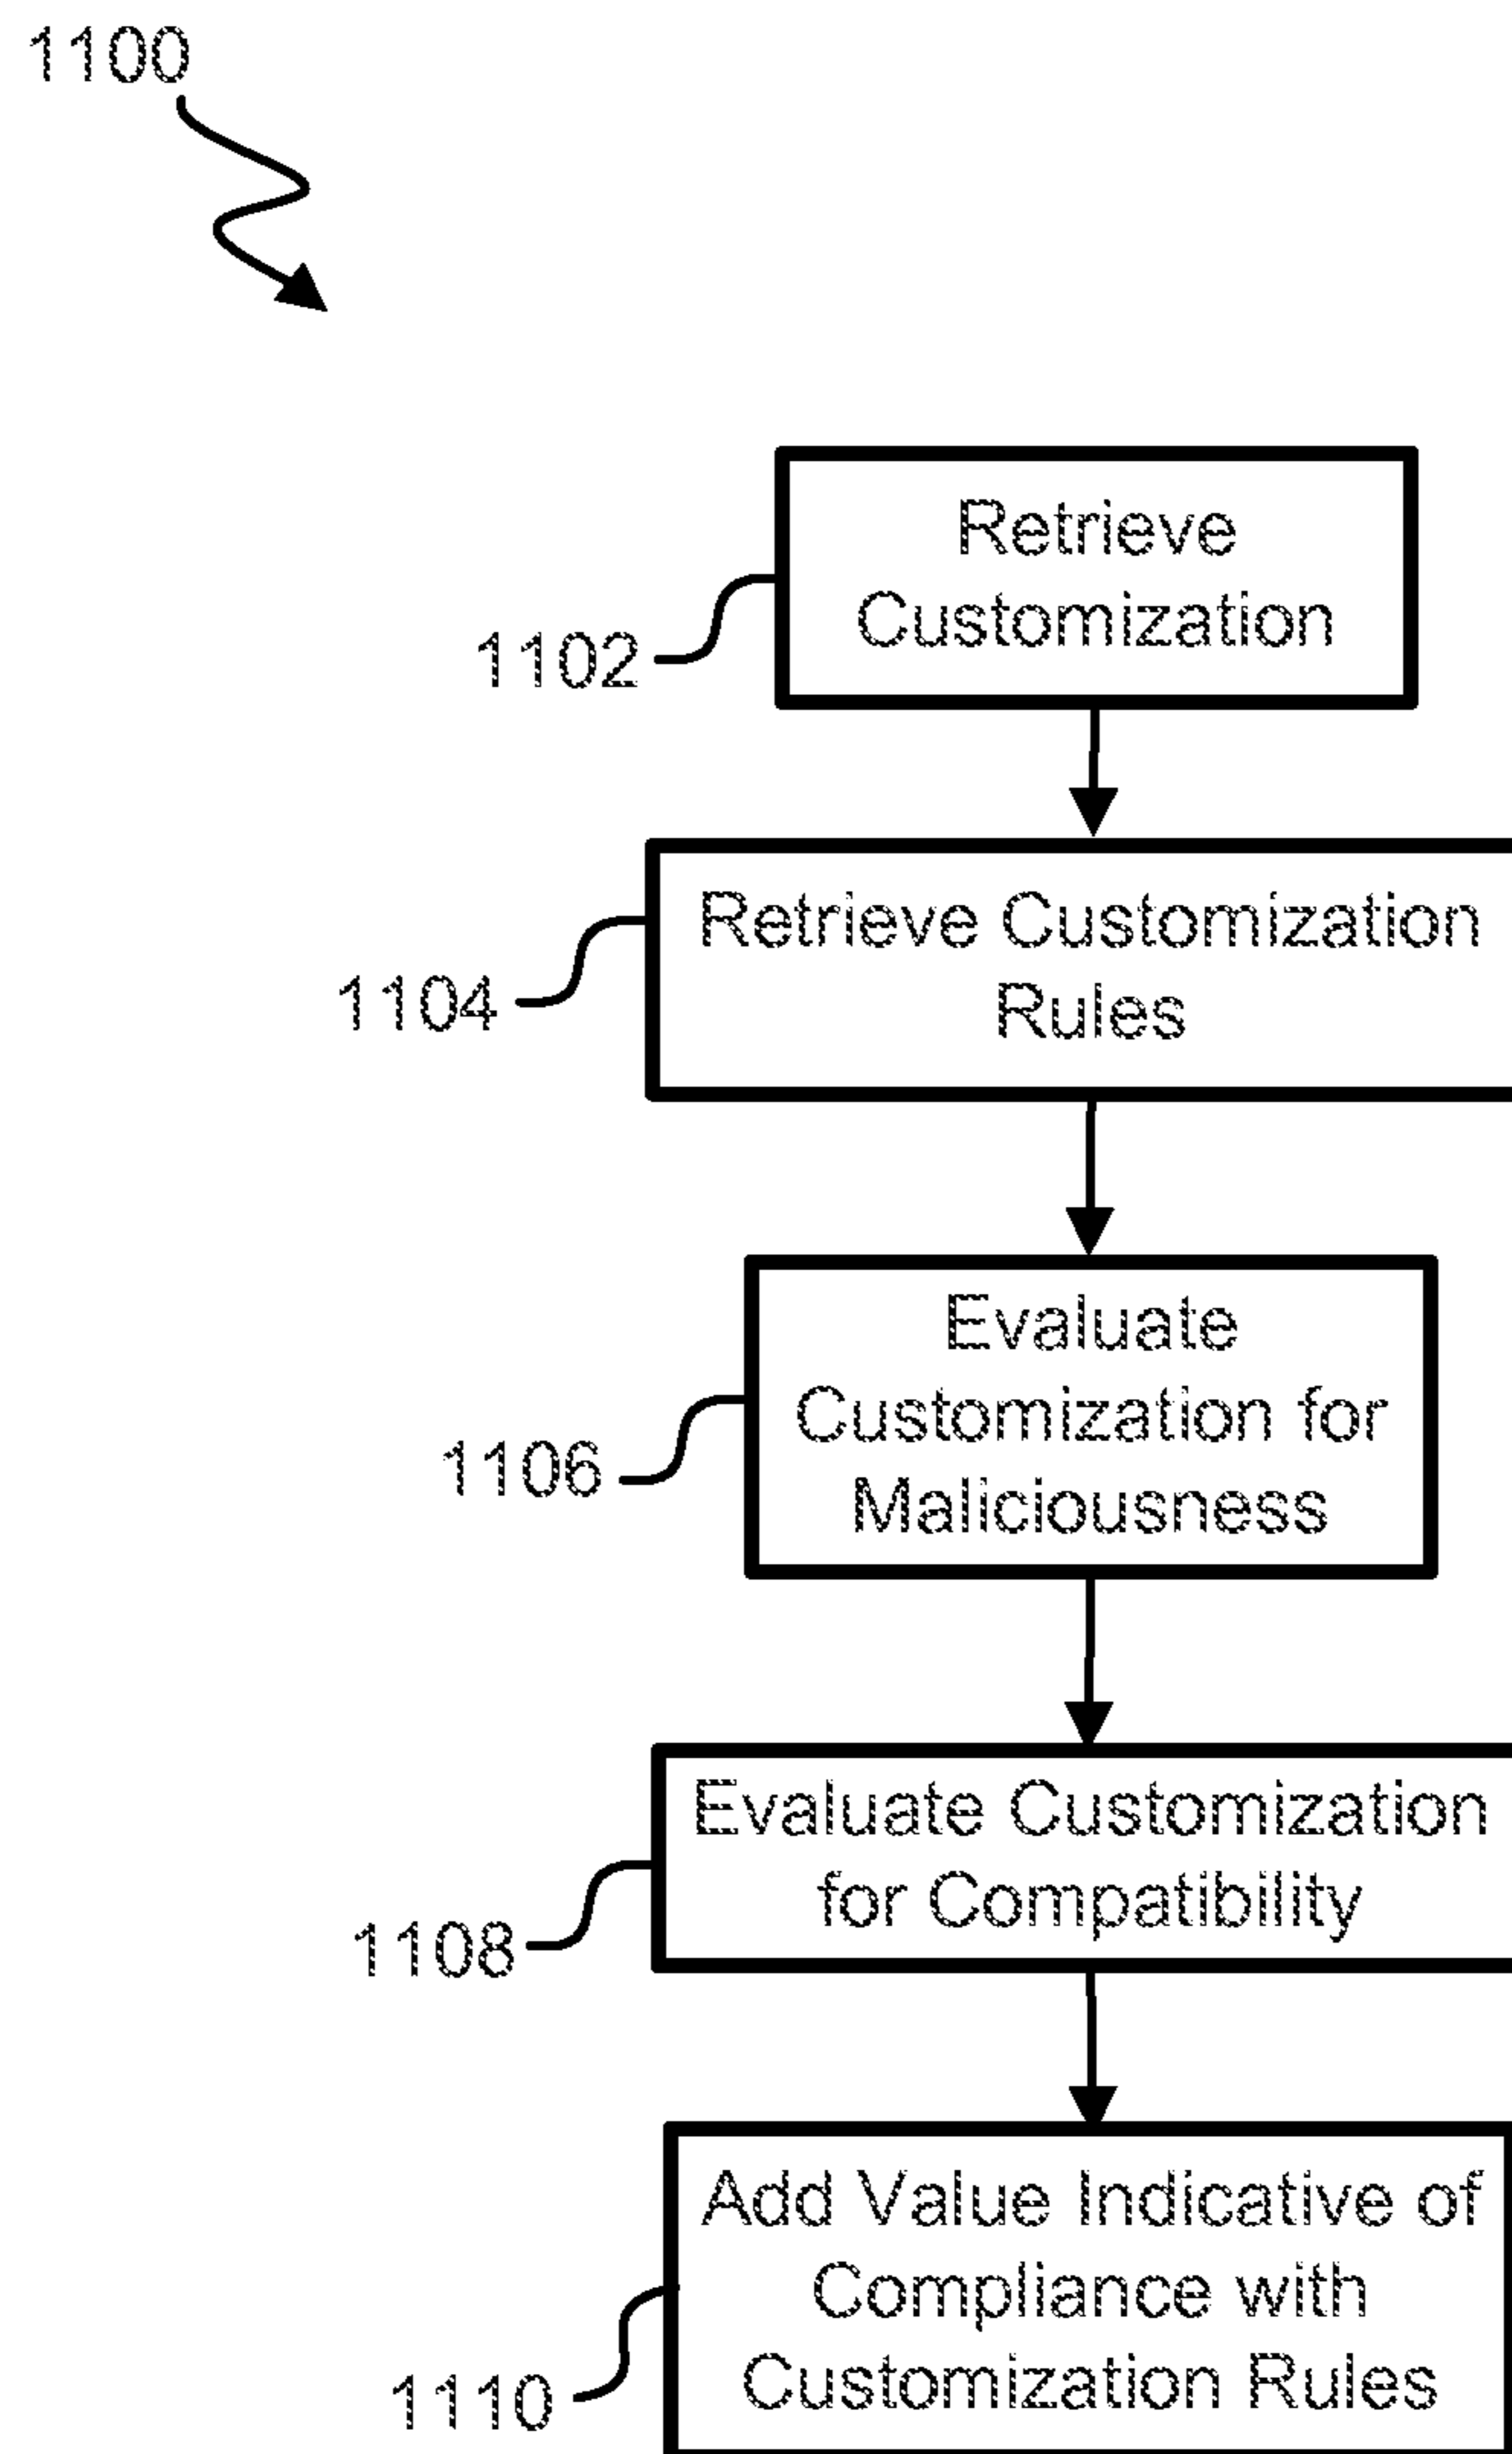 1100
Retrieve
Customization
1102
Retrieve Customization
Rules
1104
Evaluate
Customization for
Maliciousness
1106
Evaluate Customization
for Compatibility
1108
Add Value Indicative of
Compliance with
Customization Rules
1110